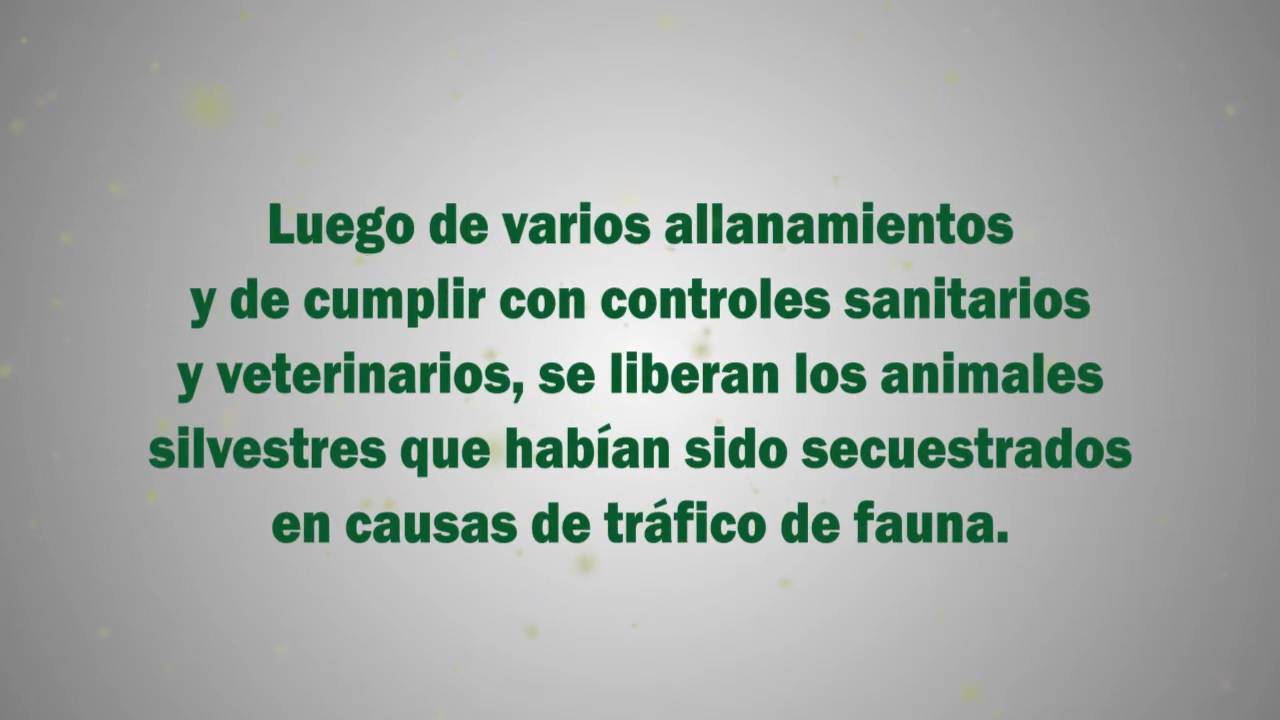 Luego de varios allanamientos
y de cumplir con controles sanitarios
y veterinarios, se liberan los animales
silvestres que habían sido secuestrados
en causas de tráfico de fauna.